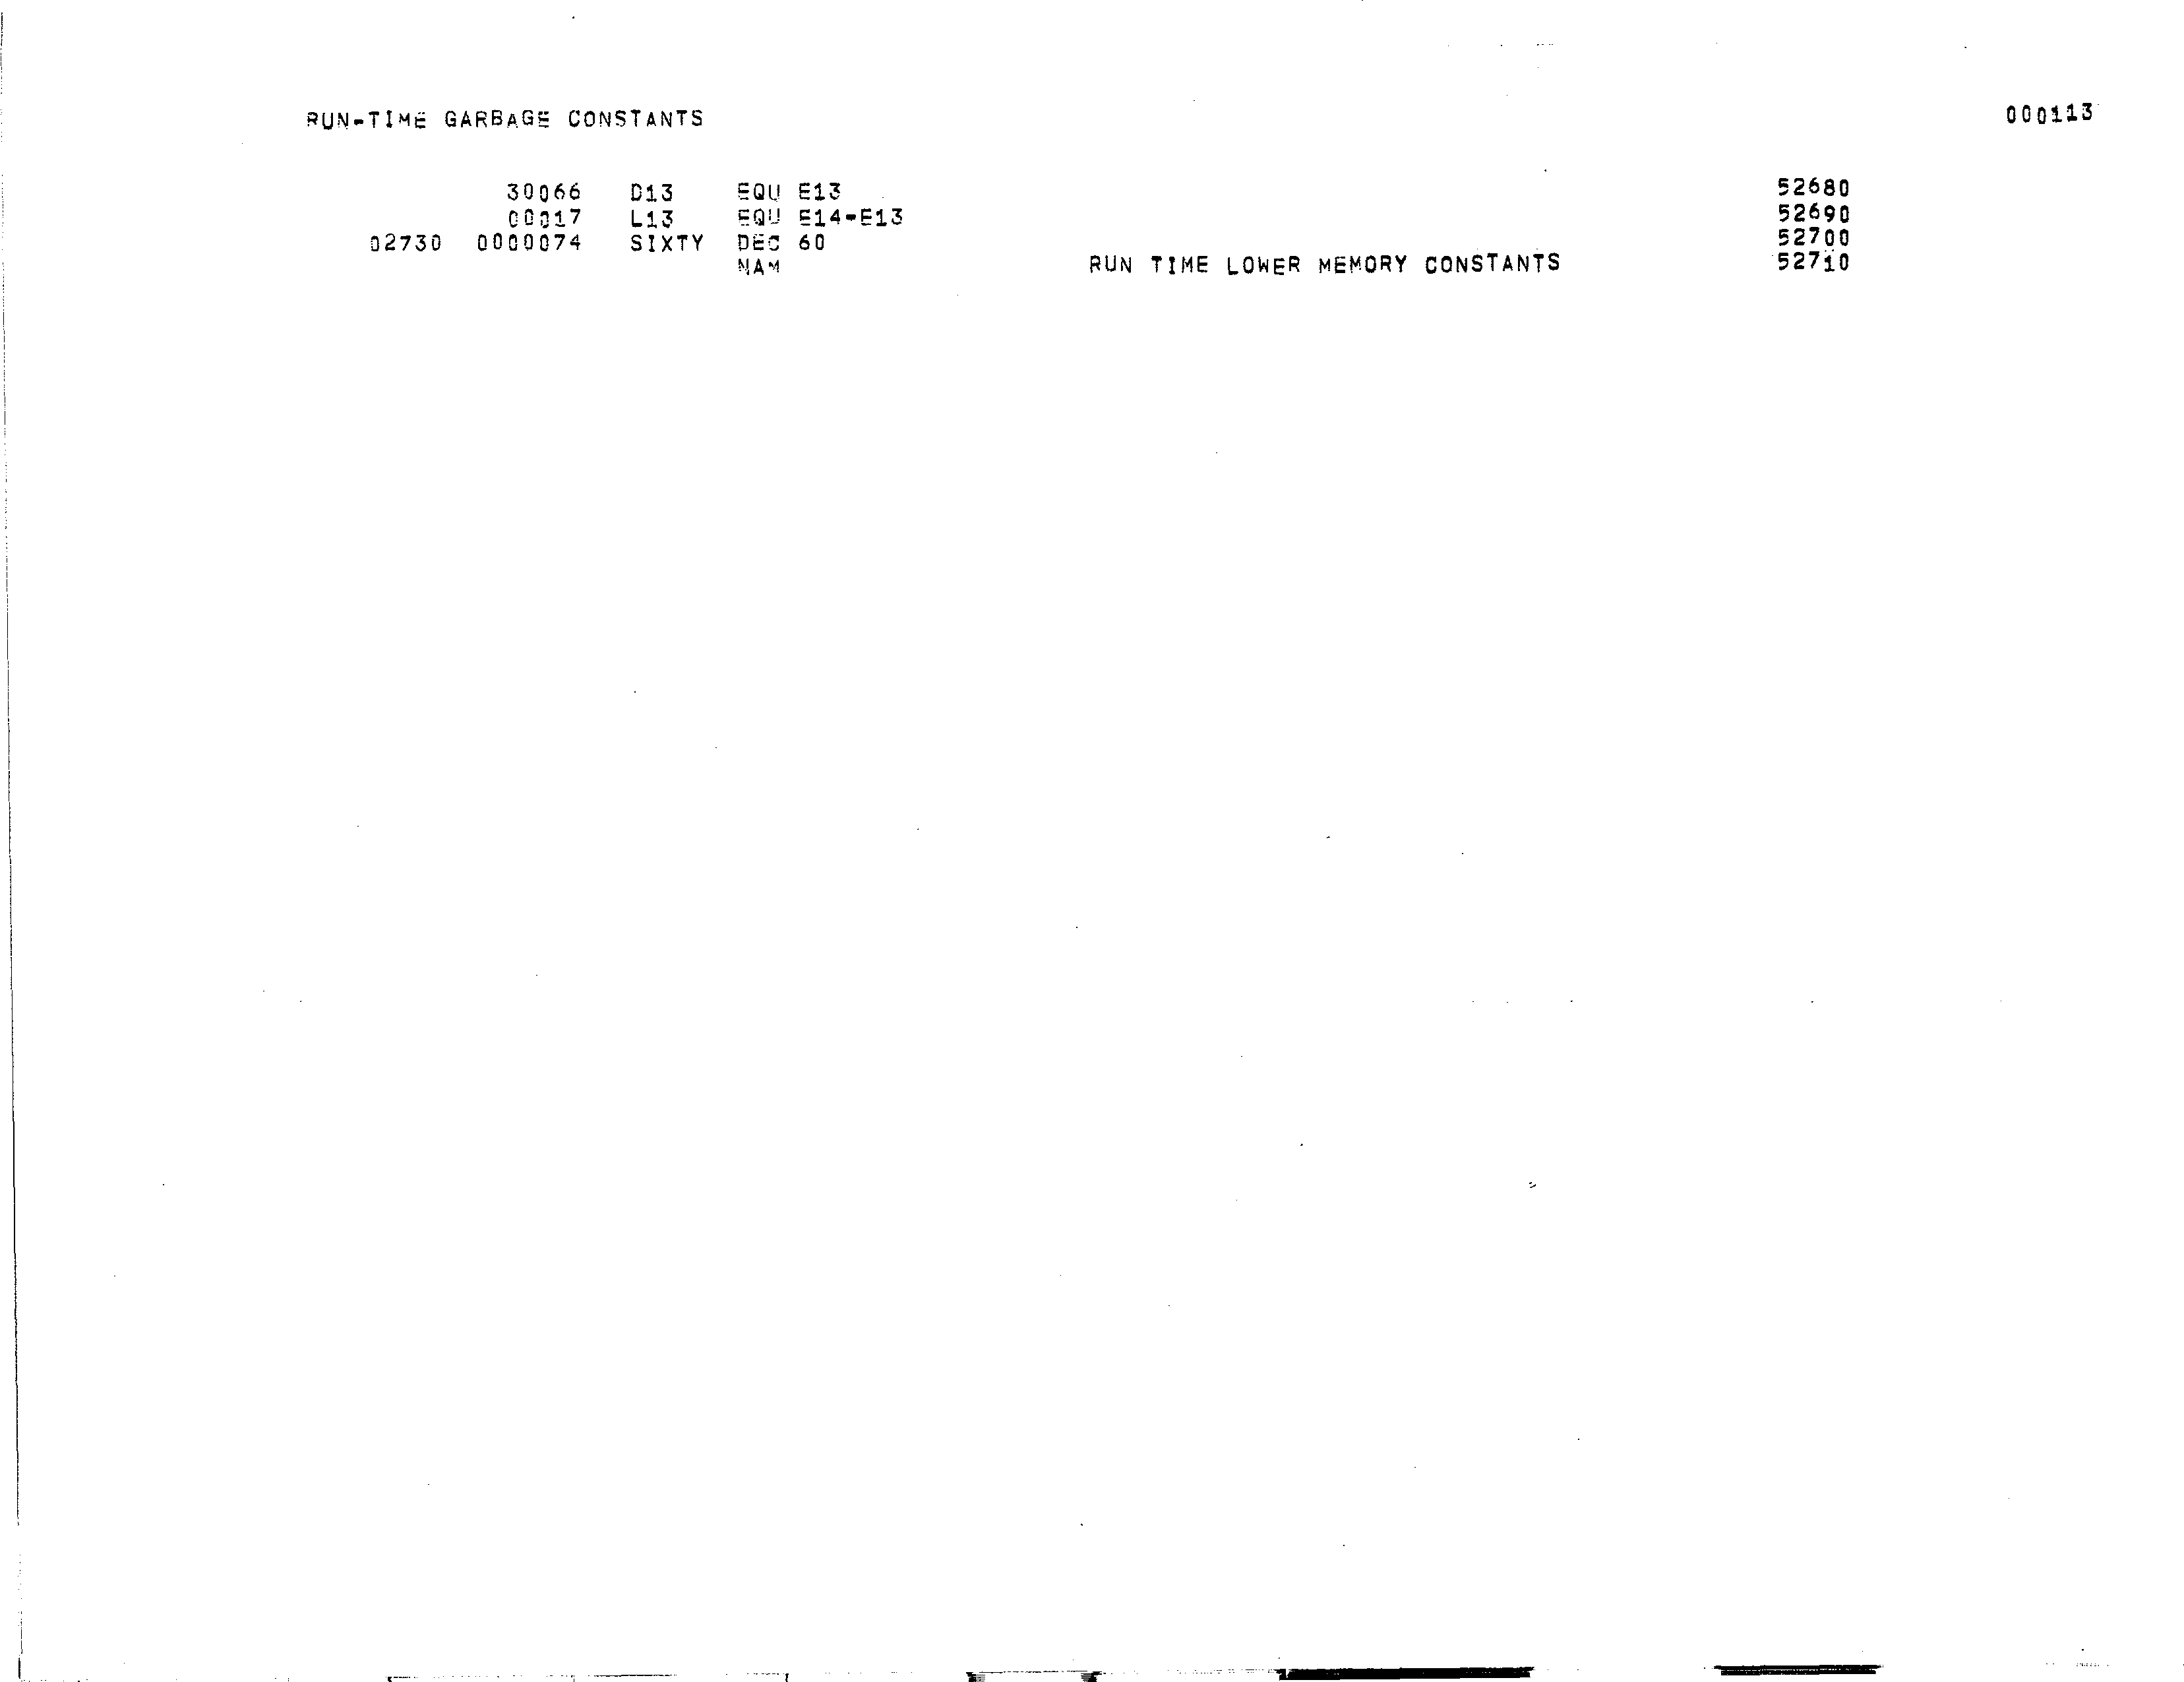 RUN-TIME GARBAGE CONSTANTS 000113
30066 D13 EQU E13 52680
00017 L13 EQU E14-E13 52690
02730 0000074 SIXTY DEC 60 52700
NAM RUN TIME LOWER MEMORY CONSTANTS 52710